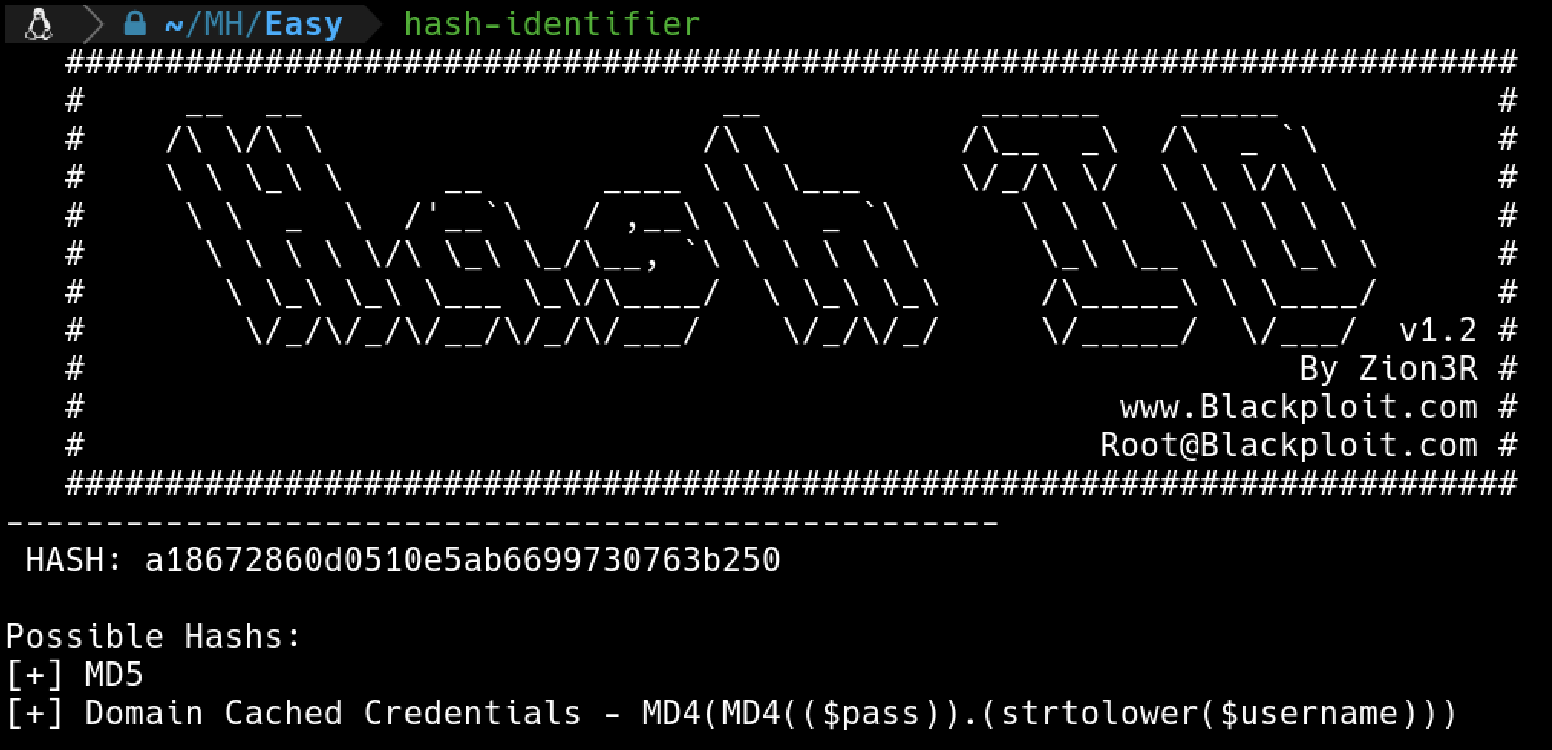 ~/MH/Easy hash-identifier
#########################################################################
#     __  __                     __           ______    _____           #
#    /\ \/\ \                   /\ \         /\__  _\  /\  _ `\         #
#    \ \ \_\ \     __      ____ \ \ \___     \/_/\ \/  \ \ \/\ \        #
#     \ \  _  \  /'__`\   / ,__\ \ \  _ `\      \ \ \   \ \ \ \ \       #
#      \ \ \ \ \/\ \_\ \_/\__, `\ \ \ \ \ \      \_\ \__ \ \ \_\ \      #
#       \ \_\ \_\ \___ \_\/\____/  \ \_\ \_\     /\_____\ \ \____/      #
#        \/_/\/_/\/__/\/_/\/___/    \/_/\/_/     \/_____/  \/___/  v1.2 #
#                                                             By Zion3R #
#                                                    www.Blackploit.com #
#                                                   Root@Blackploit.com #
#########################################################################
--------------------------------------------------
HASH: a18672860d0510e5ab6699730763b250
Possible Hashs:
[+] MD5
[+] Domain Cached Credentials - MD4(MD4(($pass)).(strtolower($username)))